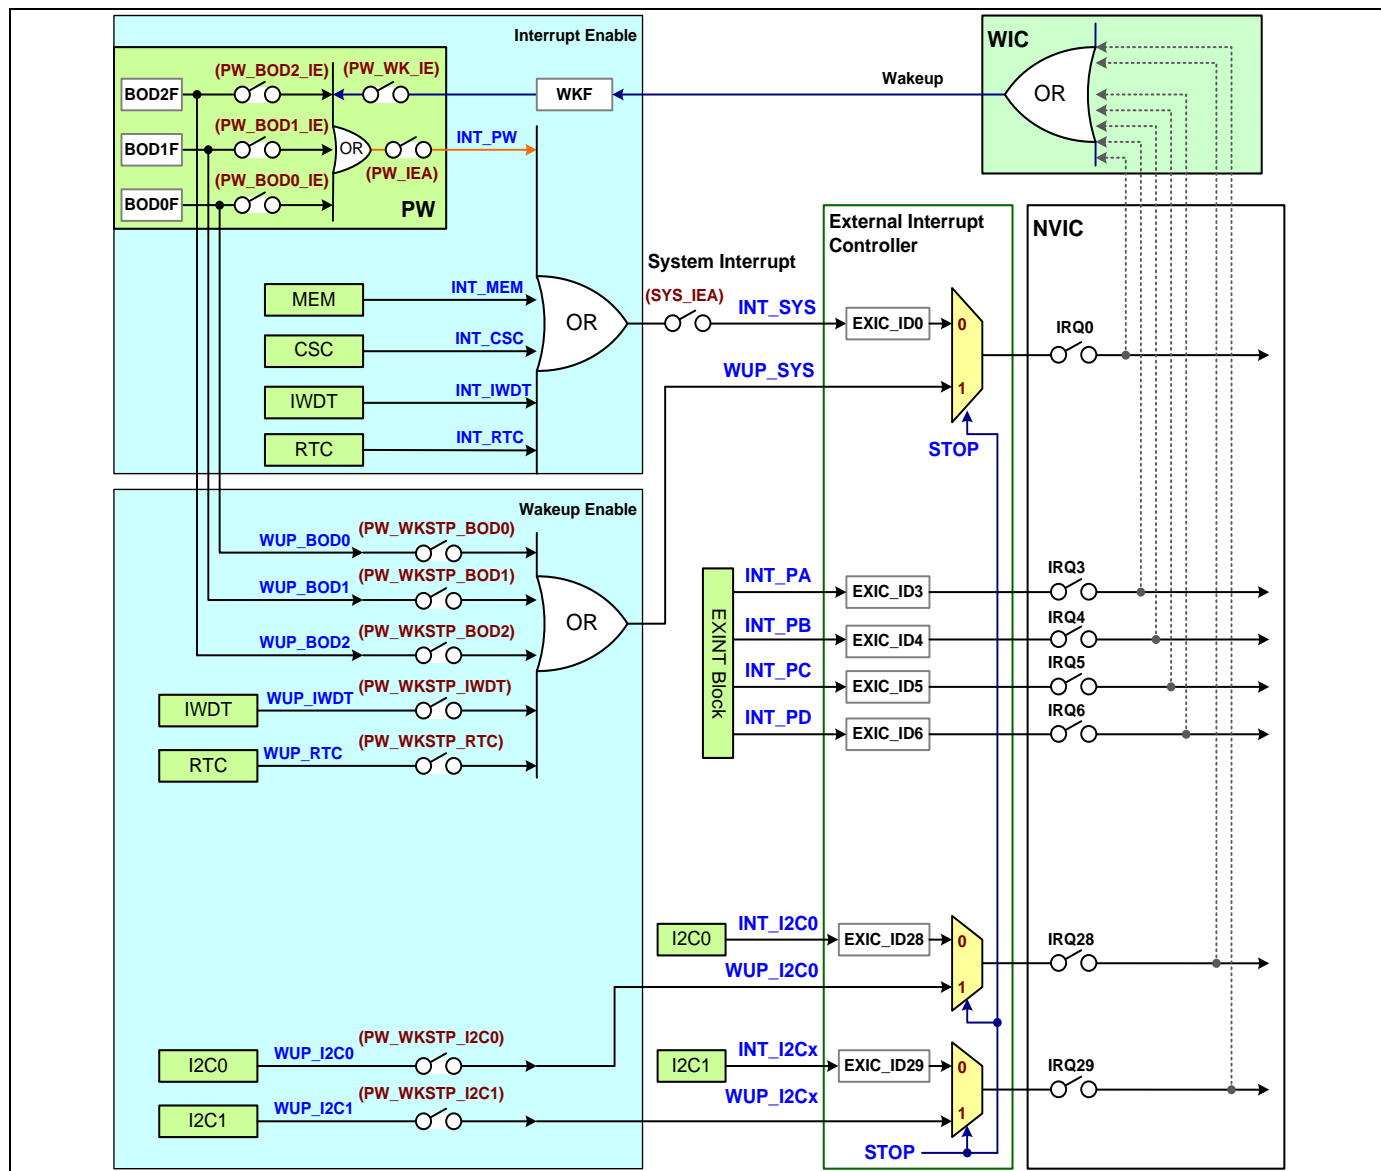 Interrupt Enable
WIC
(PW_BOD2_IE)
(PW_WK_IE)
BOD2F
WKF
Wakeup
OR
(PW_BOD1_IE)
BOD1F
OR
INT_PW
(PW_IEA)
(PW_BOD0_IE)
BOD0F
PW
External Interrupt
Controller
NVIC
System Interrupt
MEM
INT_MEM
(SYS_IEA)
INT_SYS
EXIC_ID0
0
IRQ0
OR
CSC
INT_CSC
WUP_SYS
1
IWDT
INT_IWDT
RTC
INT_RTC
STOP
Wakeup Enable
WUP_BOD0
(PW_WKSTP_BOD0)
WUP_BOD1
(PW_WKSTP_BOD1)
OR
WUP_BOD2
(PW_WKSTP_BOD2)
IWDT
WUP_IWDT
(PW_WKSTP_IWDT)
RTC
WUP_RTC
(PW_WKSTP_RTC)
EXINT Block
INT_PA
EXIC_ID3
IRQ3
INT_PB
EXIC_ID4
IRQ4
INT_PC
EXIC_ID5
IRQ5
INT_PD
EXIC_ID6
IRQ6
I2C0
INT_I2C0
EXIC_ID28
0
IRQ28
WUP_I2C0
1
I2C0
WUP_I2C0
(PW_WKSTP_I2C0)
I2C1
INT_I2Cx
EXIC_ID29
0
IRQ29
WUP_I2Cx
1
I2C1
WUP_I2C1
(PW_WKSTP_I2C1)
STOP